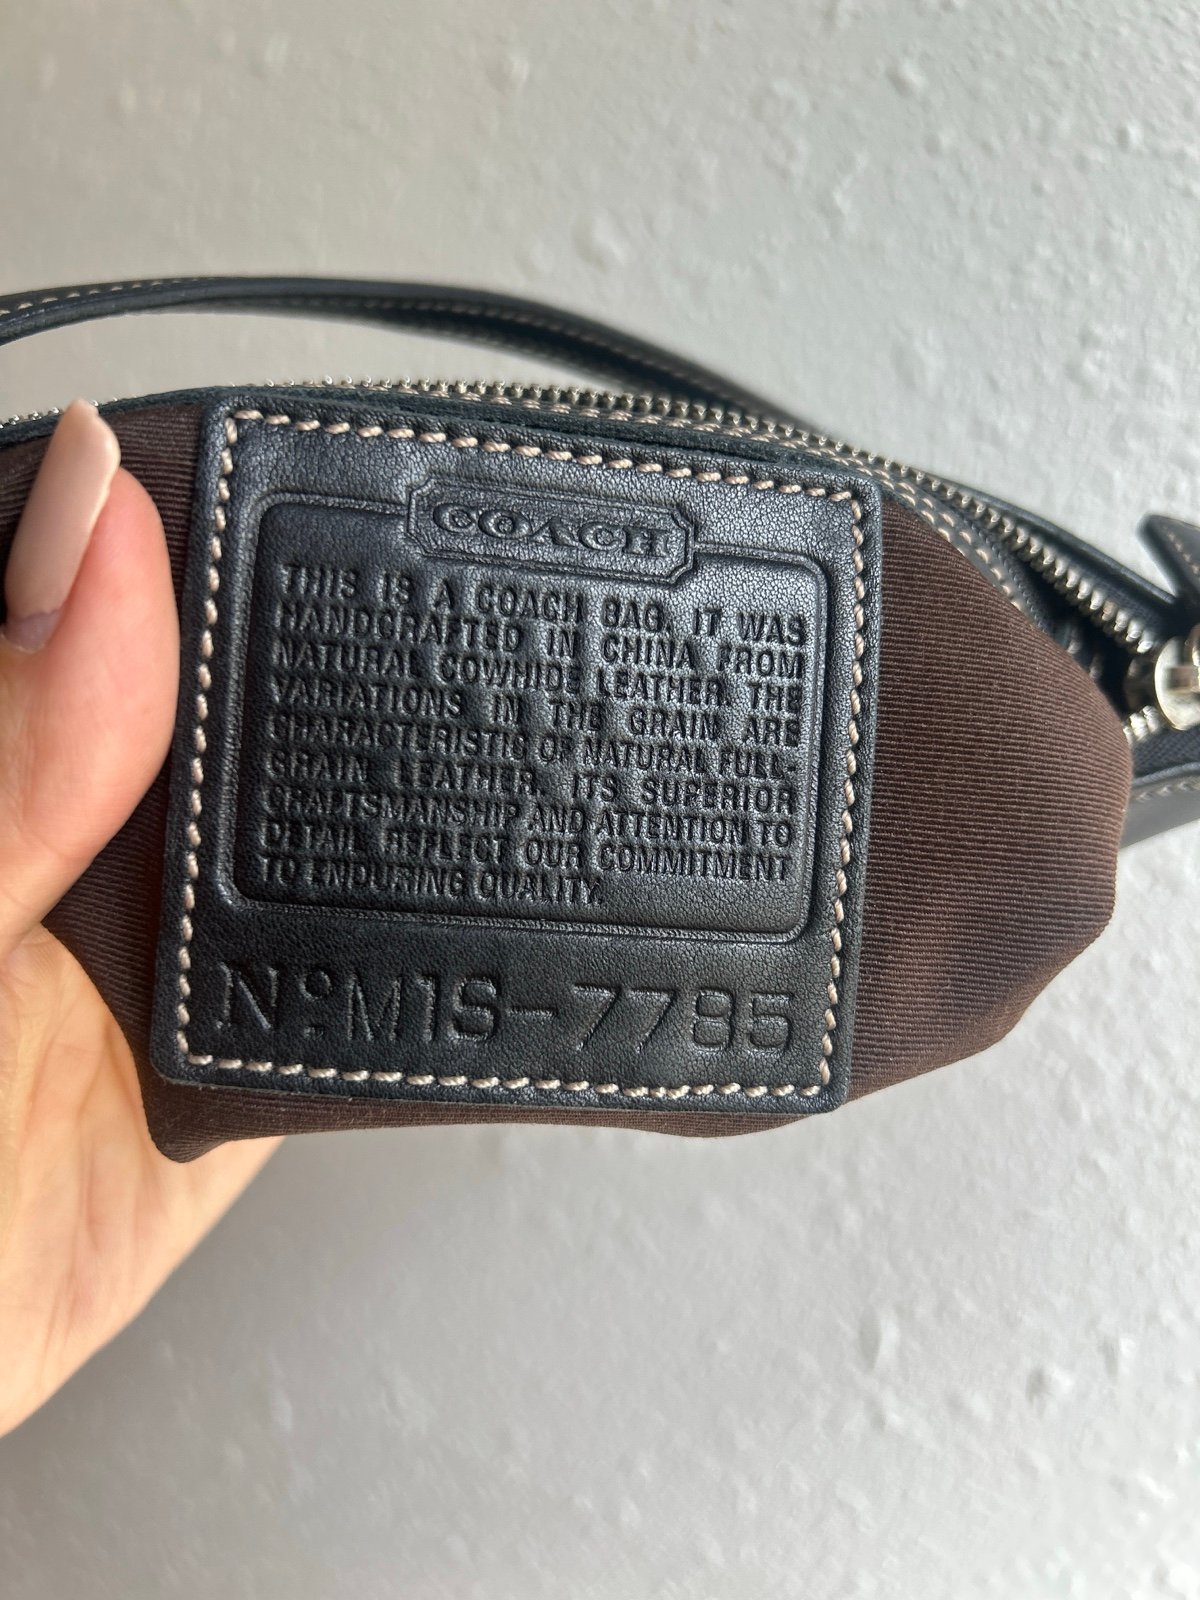 COACH
THIS IS A COACH BAG. IT WAS
HANDCRAFTED IN CHINA FROM
NATURAL COWHIDE LEATHER. THE
VARIATIONS IN THE GRAIN ARE
CHARACTERISTIC OF NATURAL FULL-
GRAIN LEATHER. ITS SUPERIOR
CRAFTSMANSHIP AND ATTENTION TO
DETAIL REFLECT OUR COMMITMENT
TO ENDURING QUALITY.
Nº M1S-7785